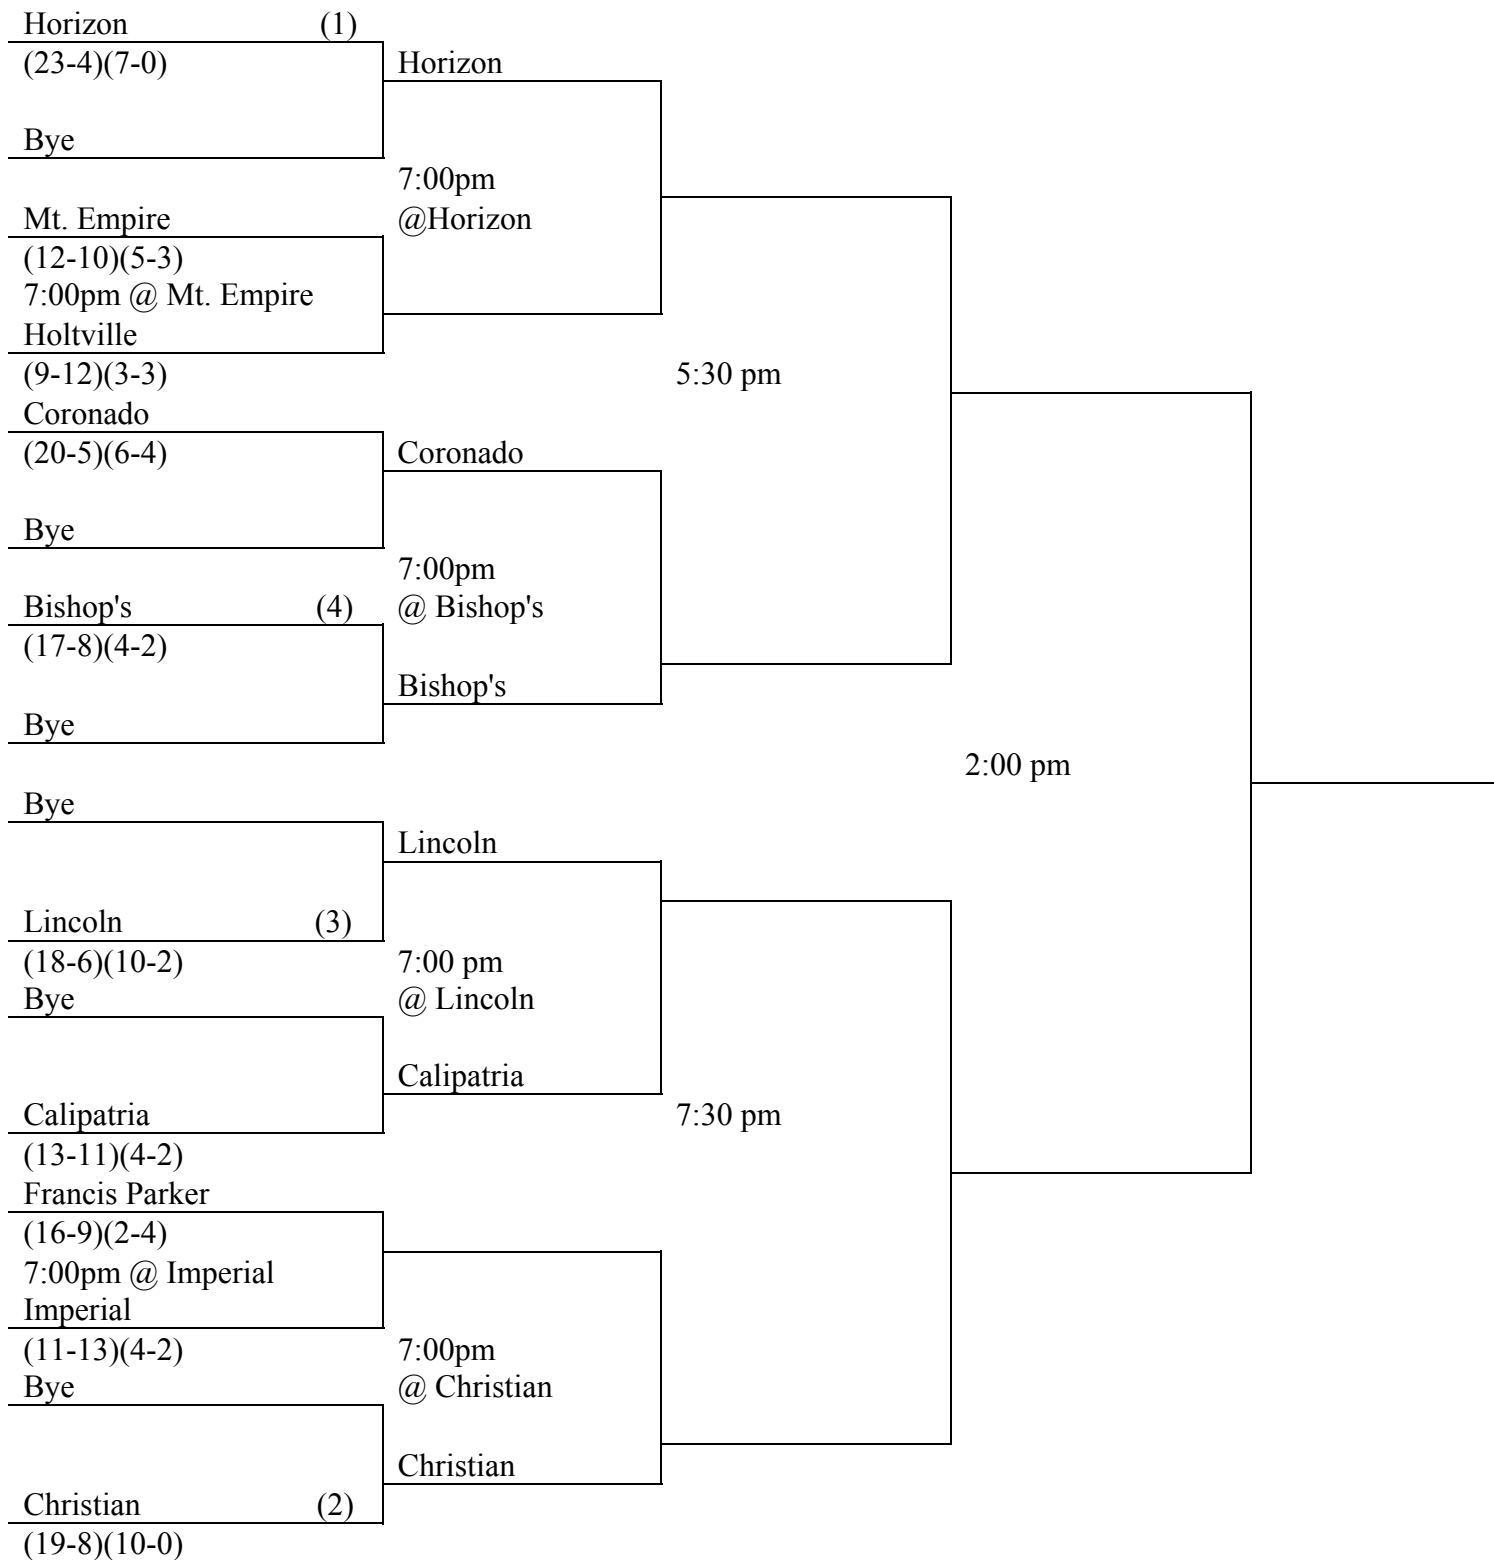 Horizon (1)
(23-4)(7-0)
Horizon
Bye
7:00pm
@Horizon
Mt. Empire
(12-10)(5-3)
7:00pm @ Mt. Empire
Holtville
(9-12)(3-3)
5:30 pm
Coronado
(20-5)(6-4)
Coronado
Bye
7:00pm
@ Bishop's
Bishop's (4)
(17-8)(4-2)
Bishop's
Bye
2:00 pm
Bye
Lincoln
Lincoln (3)
(18-6)(10-2)
7:00 pm
@ Lincoln
Bye
Calipatria
Calipatria
(13-11)(4-2)
7:30 pm
Francis Parker
(16-9)(2-4)
7:00pm @ Imperial
Imperial
(11-13)(4-2)
7:00pm
@ Christian
Bye
Christian
Christian (2)
(19-8)(10-0)